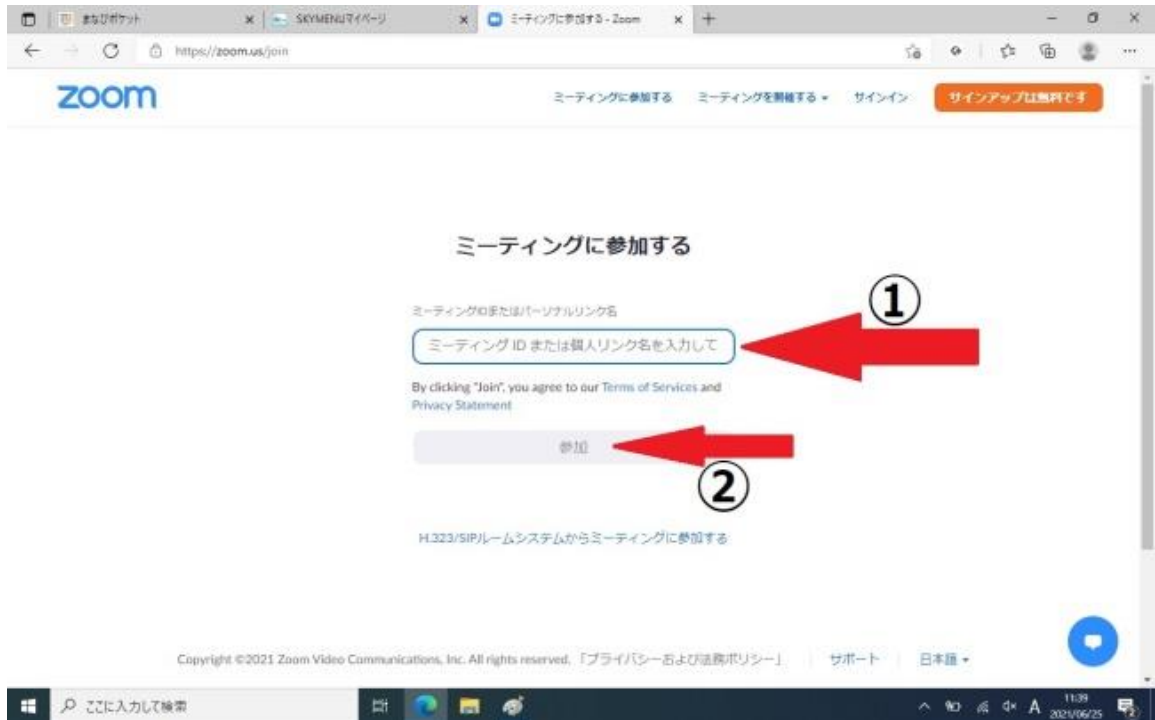 まなびポケット
SKYMENUマイページ
ミーティングに参加する - Zoom
https://zoom.us/join
zoom
ミーティングに参加する
ミーティングを開催する
サインイン
サインアップは無料です
ミーティングに参加する
ミーティングIDまたはパーソナルリンク名
①
ミーティング ID または個人リンク名を入力して
By clicking "Join", you agree to our Terms of Services and
Privacy Statement
参加
②
H.323/SIPルームシステムからミーティングに参加する
Copyright ©2021 Zoom Video Communications, Inc. All rights reserved. 「プライバシーおよび法務ポリシー」
サポート
日本語
ここに入力して検索
A
11:39
2021/06/25
2